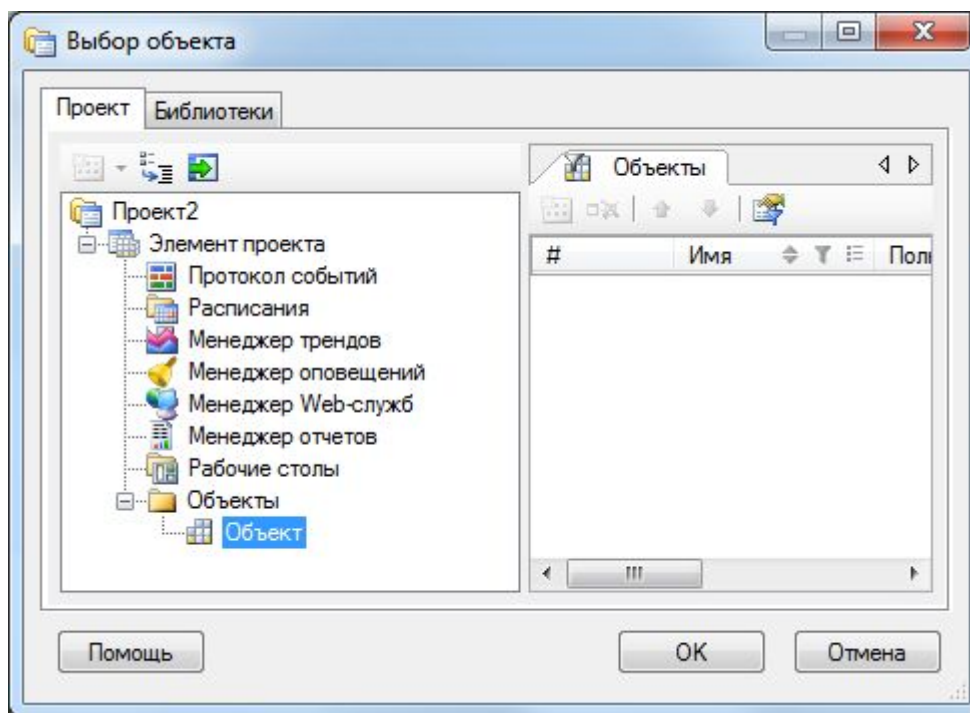 Выбор объекта
Проект Библиотеки
Объекты
Проект2
Элемент проекта
# Имя
Протокол событий
Расписания
Менеджер трендов
Менеджер оповещений
Менеджер Web-служб
Менеджер отчетов
Рабочие столы
Объекты
Объект
Помощь OK Отмена